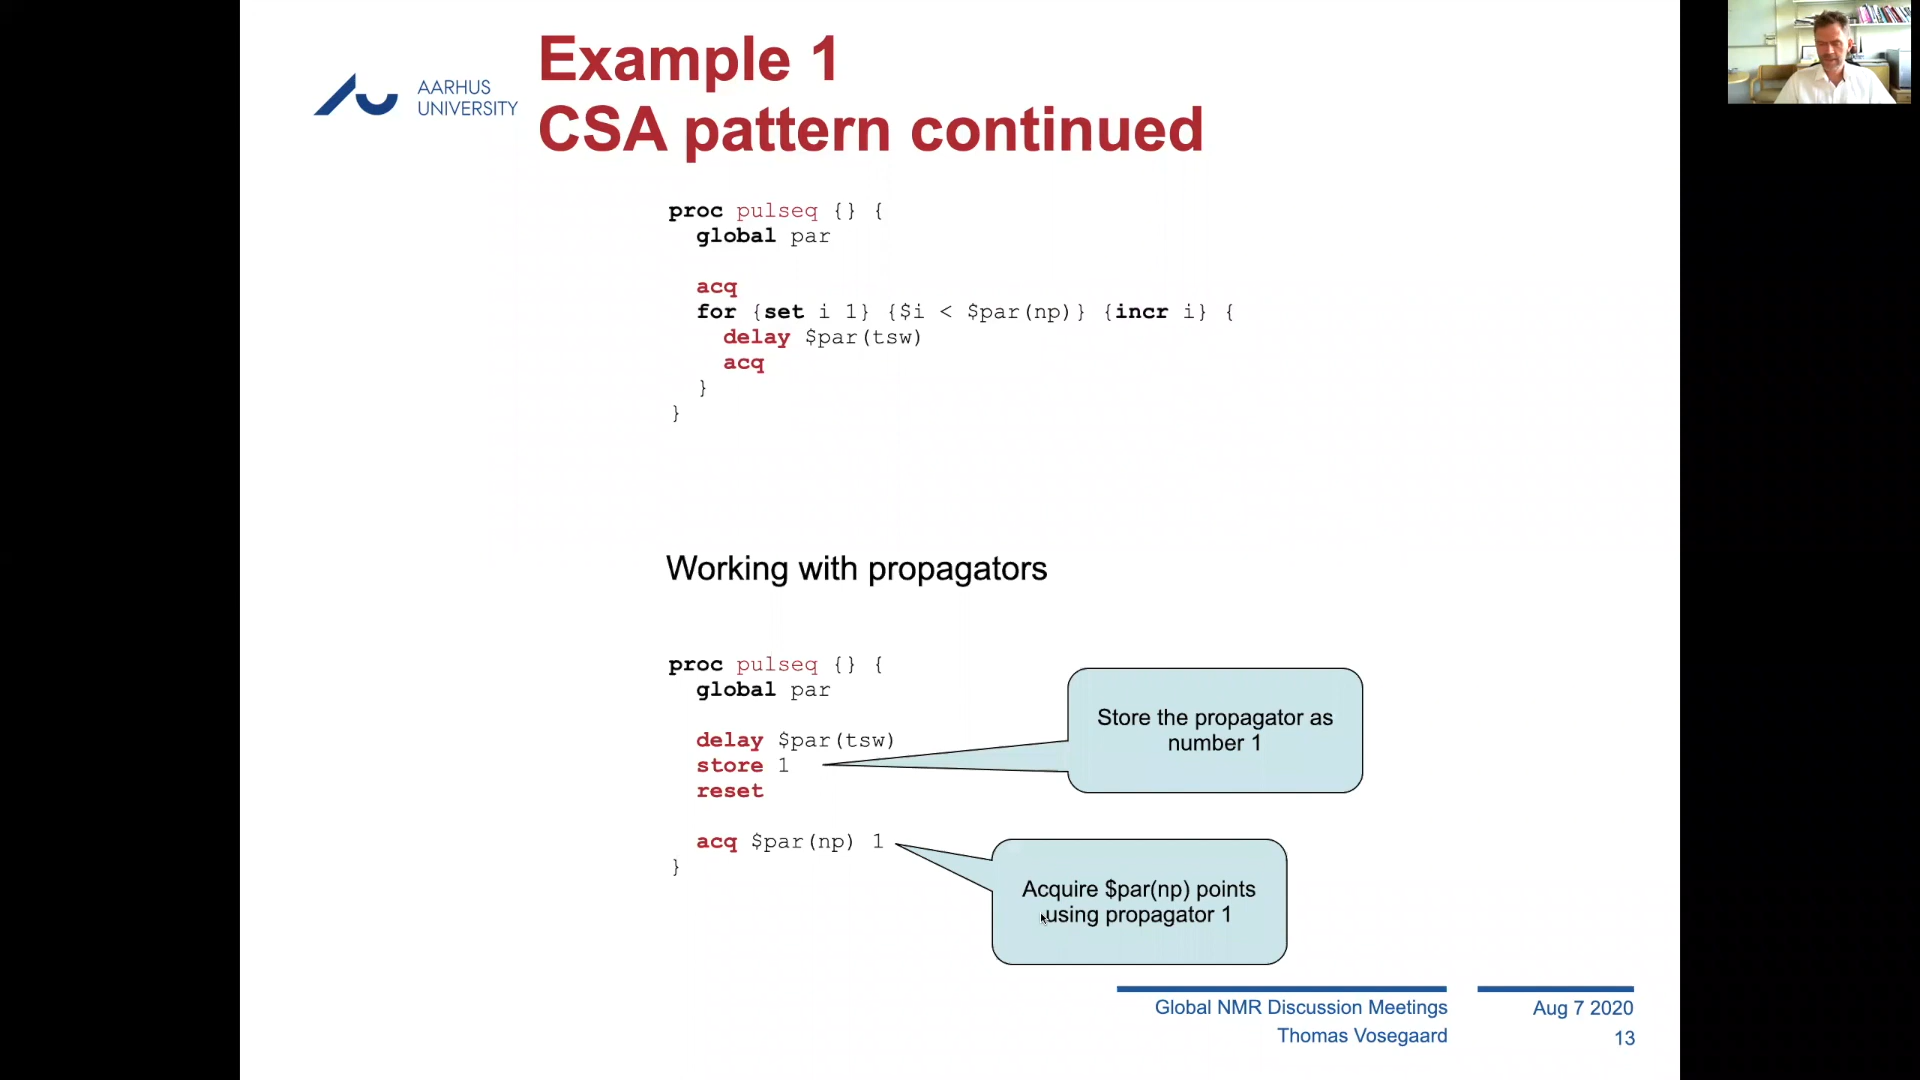 AARHUS
UNIVERSITY
Example 1
CSA pattern continued
proc pulseq {} {
global par
acq
for {set i 1} {$i < $par(np)} {incr i} {
delay $par(tsw)
acq
}
}
Working with propagators
proc pulseq {} {
global par
delay $par(tsw)
store 1
reset
acq $par(np) 1
}
Store the propagator as
number 1
Acquire $par(np) points
using propagator 1
Global NMR Discussion Meetings
Thomas Vosegaard
Aug 7 2020
13